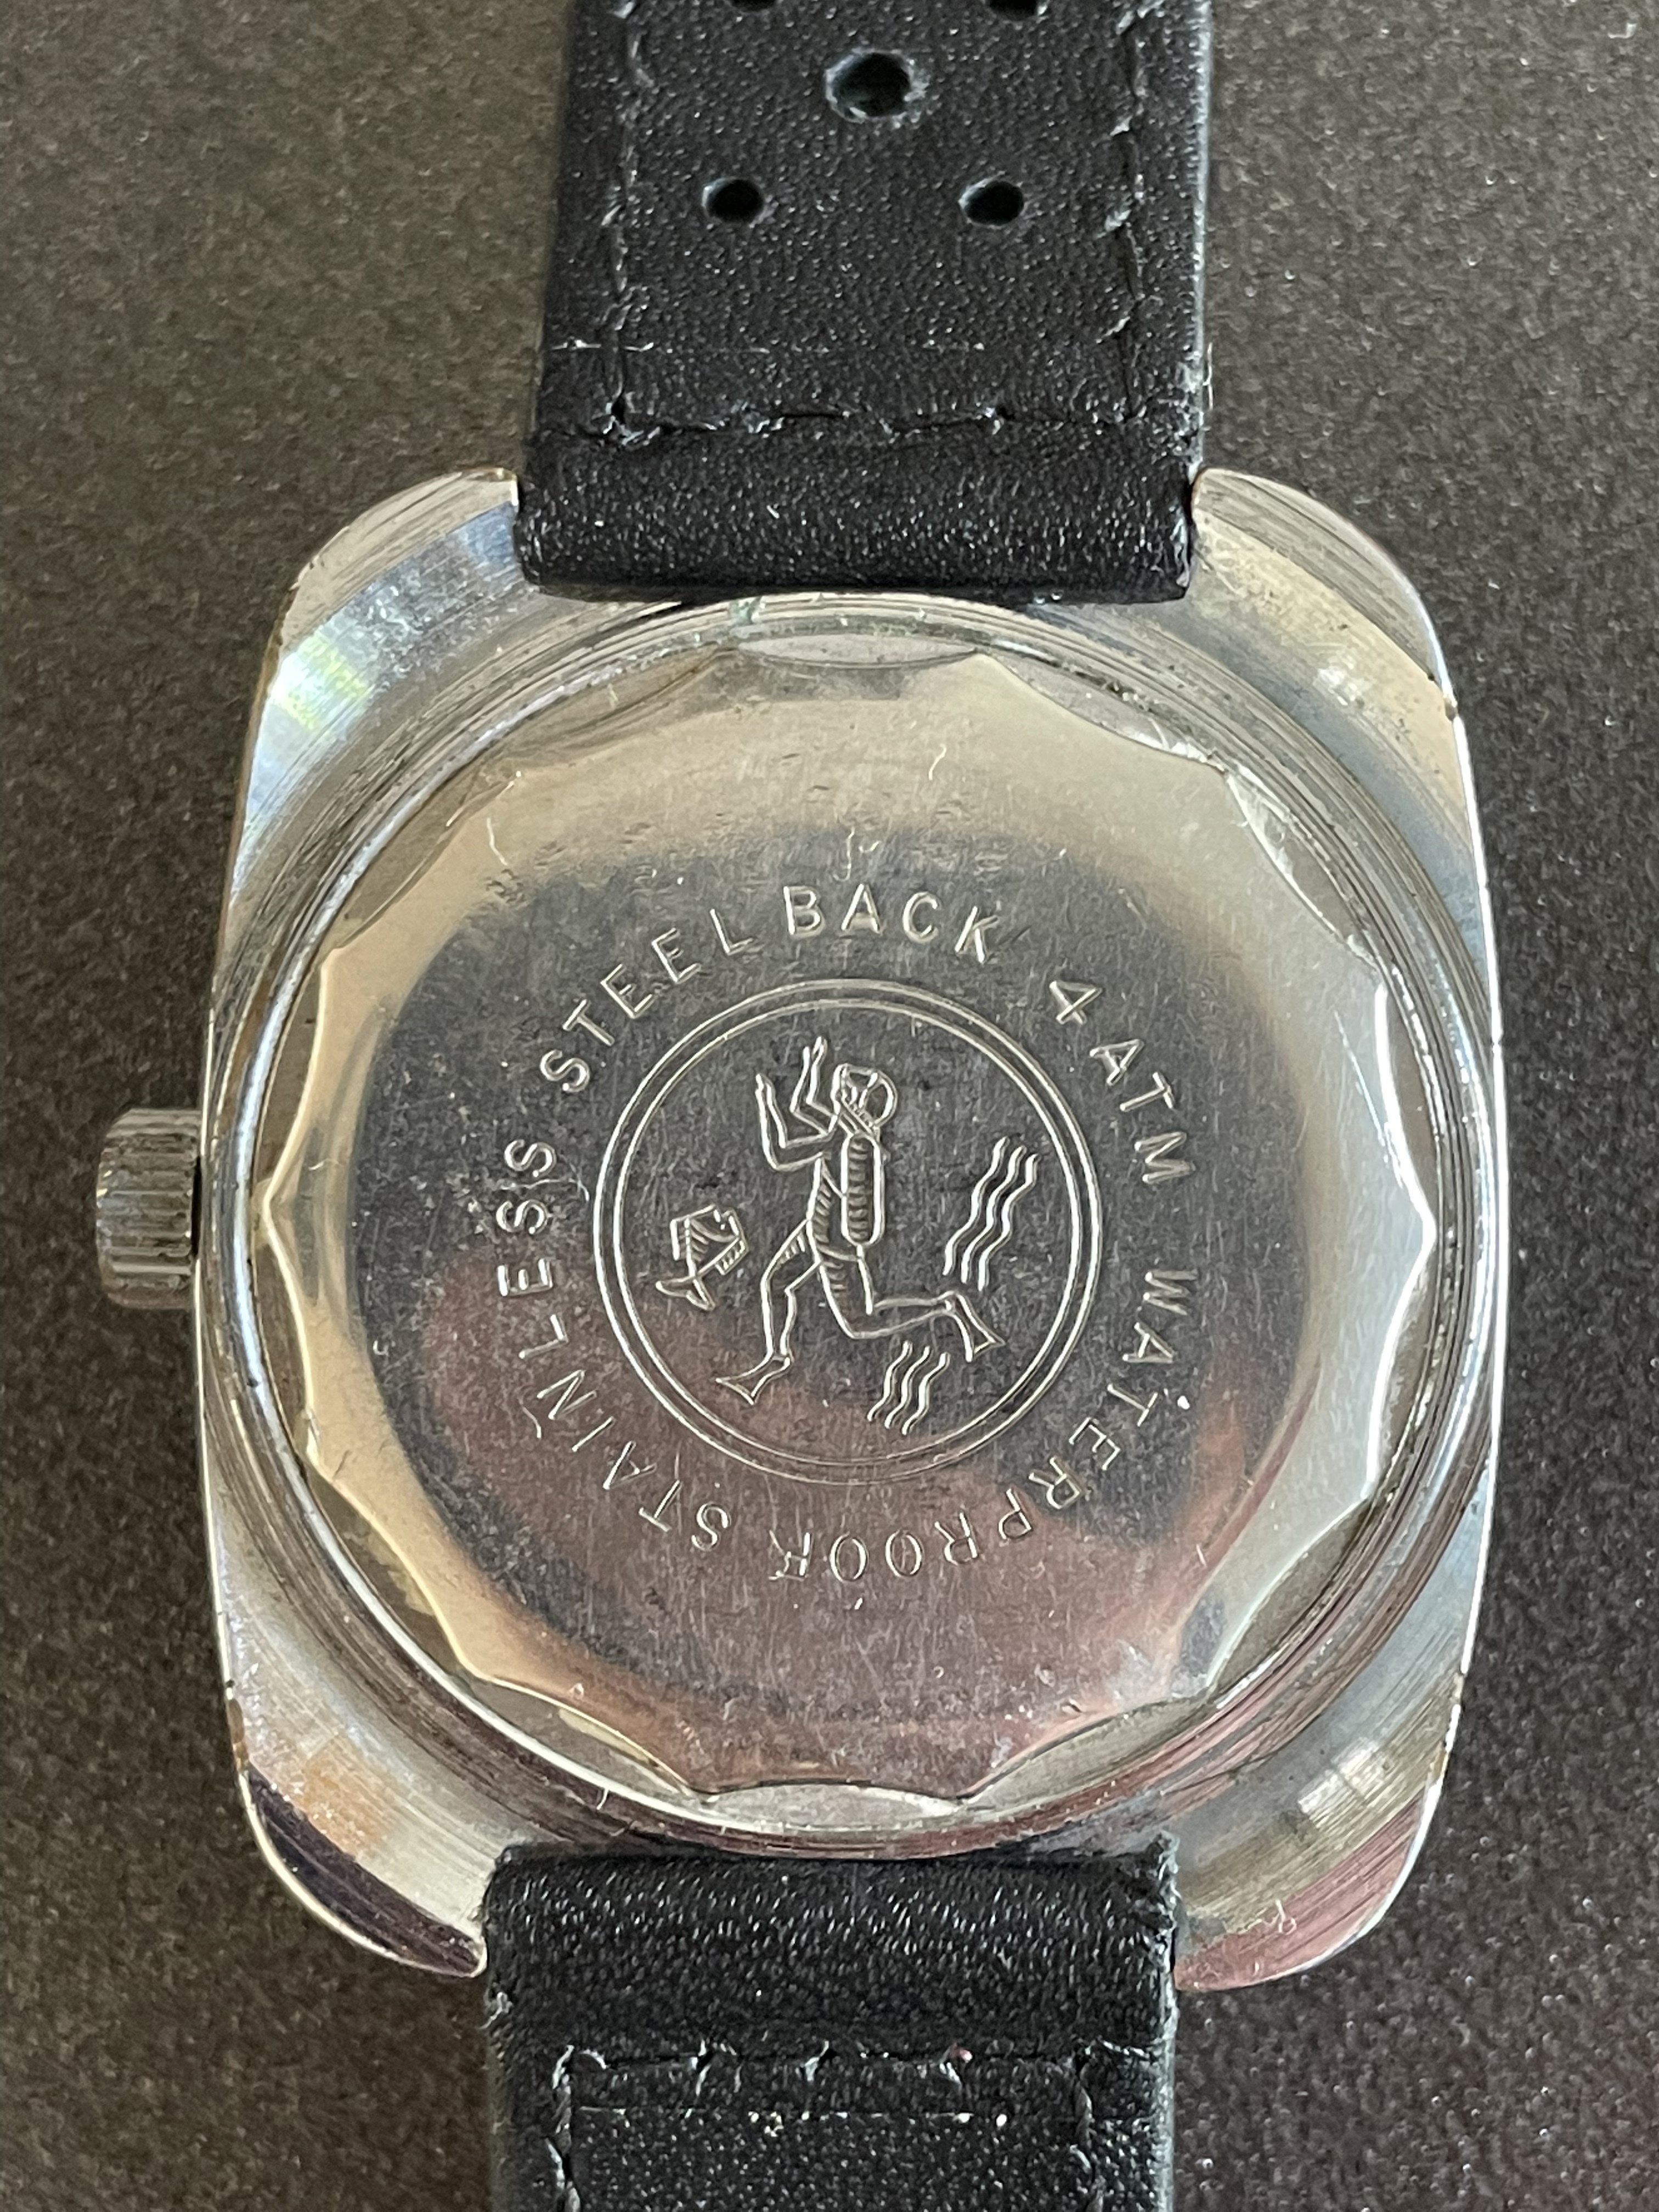 STAINLESS STEEL BACK 4 ATM WATERPROOF